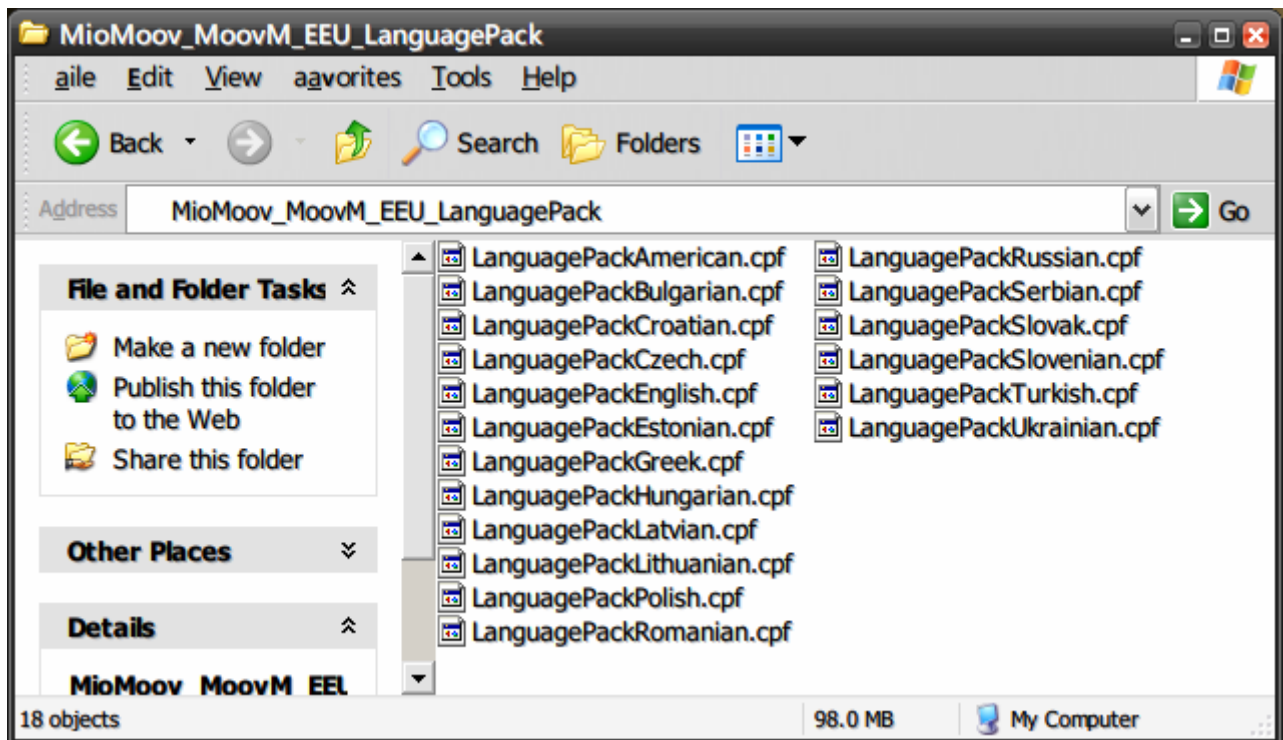 MioMoov_MoovM_EEU_LanguagePack
aile Edit View aavorites Tools Help
Back Search Folders
Address MioMoov_MoovM_EEU_LanguagePack Go
File and Folder Tasks
Make a new folder
Publish this folder
to the Web
Share this folder
Other Places
Details
MioMoov_MoovM_EEU
LanguagePackAmerican.cpf
LanguagePackBulgarian.cpf
LanguagePackCroatian.cpf
LanguagePackCzech.cpf
LanguagePackEnglish.cpf
LanguagePackEstonian.cpf
LanguagePackGreek.cpf
LanguagePackHungarian.cpf
LanguagePackLatvian.cpf
LanguagePackLithuanian.cpf
LanguagePackPolish.cpf
LanguagePackRomanian.cpf
LanguagePackRussian.cpf
LanguagePackSerbian.cpf
LanguagePackSlovak.cpf
LanguagePackSlovenian.cpf
LanguagePackTurkish.cpf
LanguagePackUkrainian.cpf
18 objects 98.0 MB My Computer